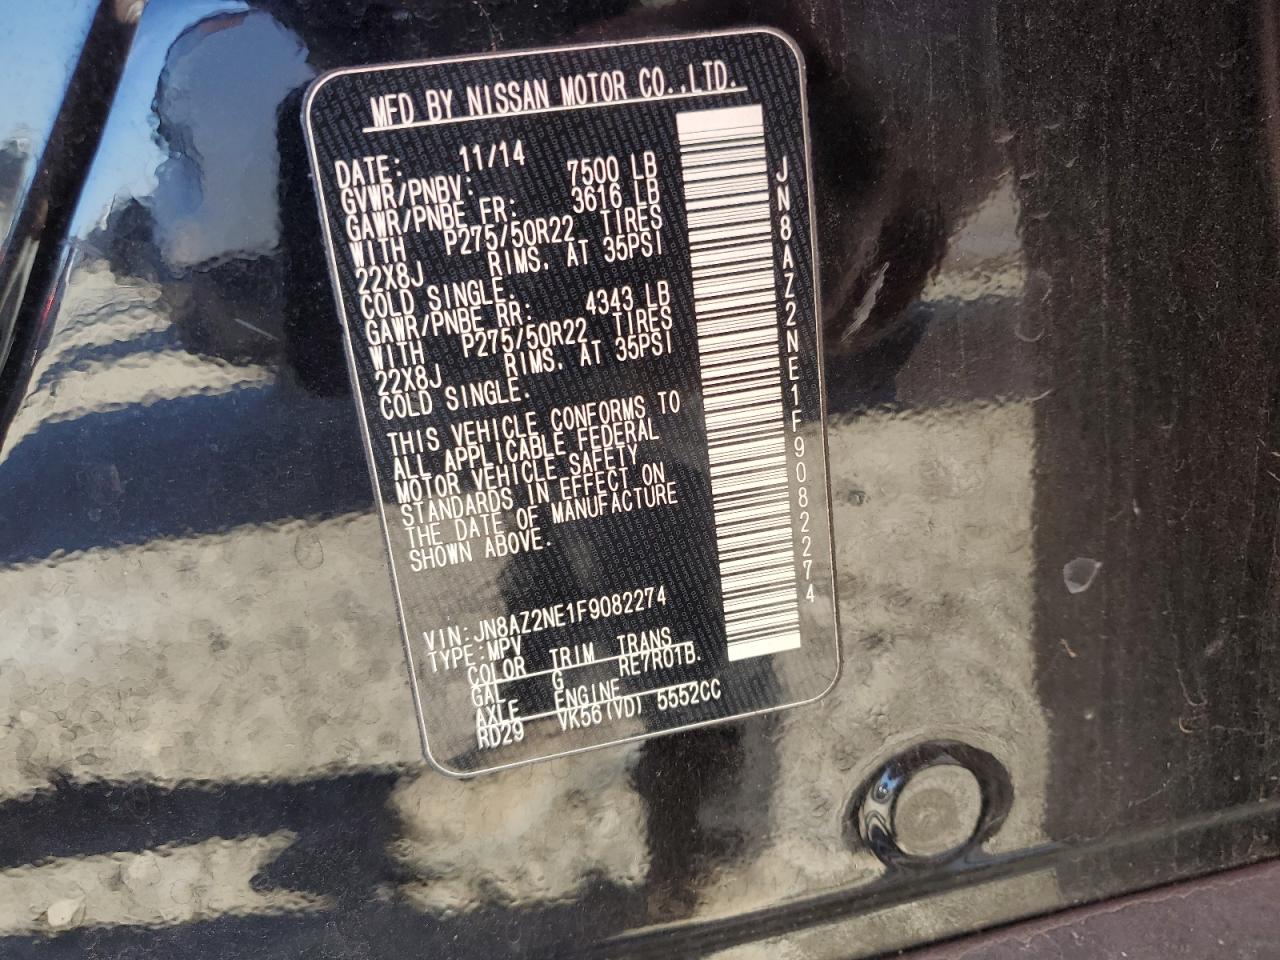 MFD BY NISSAN MOTOR CO.,LTD.
DATE: 11/14
GVWR/PNBV: 7500 LB
GAWR/PNBE FR: 3616 LB
WITH P275/50R22 TIRES
22X8J RIMS, AT 35PSI
COLD SINGLE.
GAWR/PNBE RR: 4343 LB
WITH P275/50R22 TIRES
22X8J RIMS, AT 35PSI
COLD SINGLE.
THIS VEHICLE CONFORMS TO
ALL APPLICABLE FEDERAL
MOTOR VEHICLE SAFETY
STANDARDS IN EFFECT ON
THE DATE OF MANUFACTURE
SHOWN ABOVE.
VIN:JN8AZ2NE1F9082274
TYPE:MPV
COLOR TRIM TRANS
GAL G RE7R01B.
AXLE ENGINE
RD29 VK56(VD) 5552CC
JN8AZ2NE1F9082274